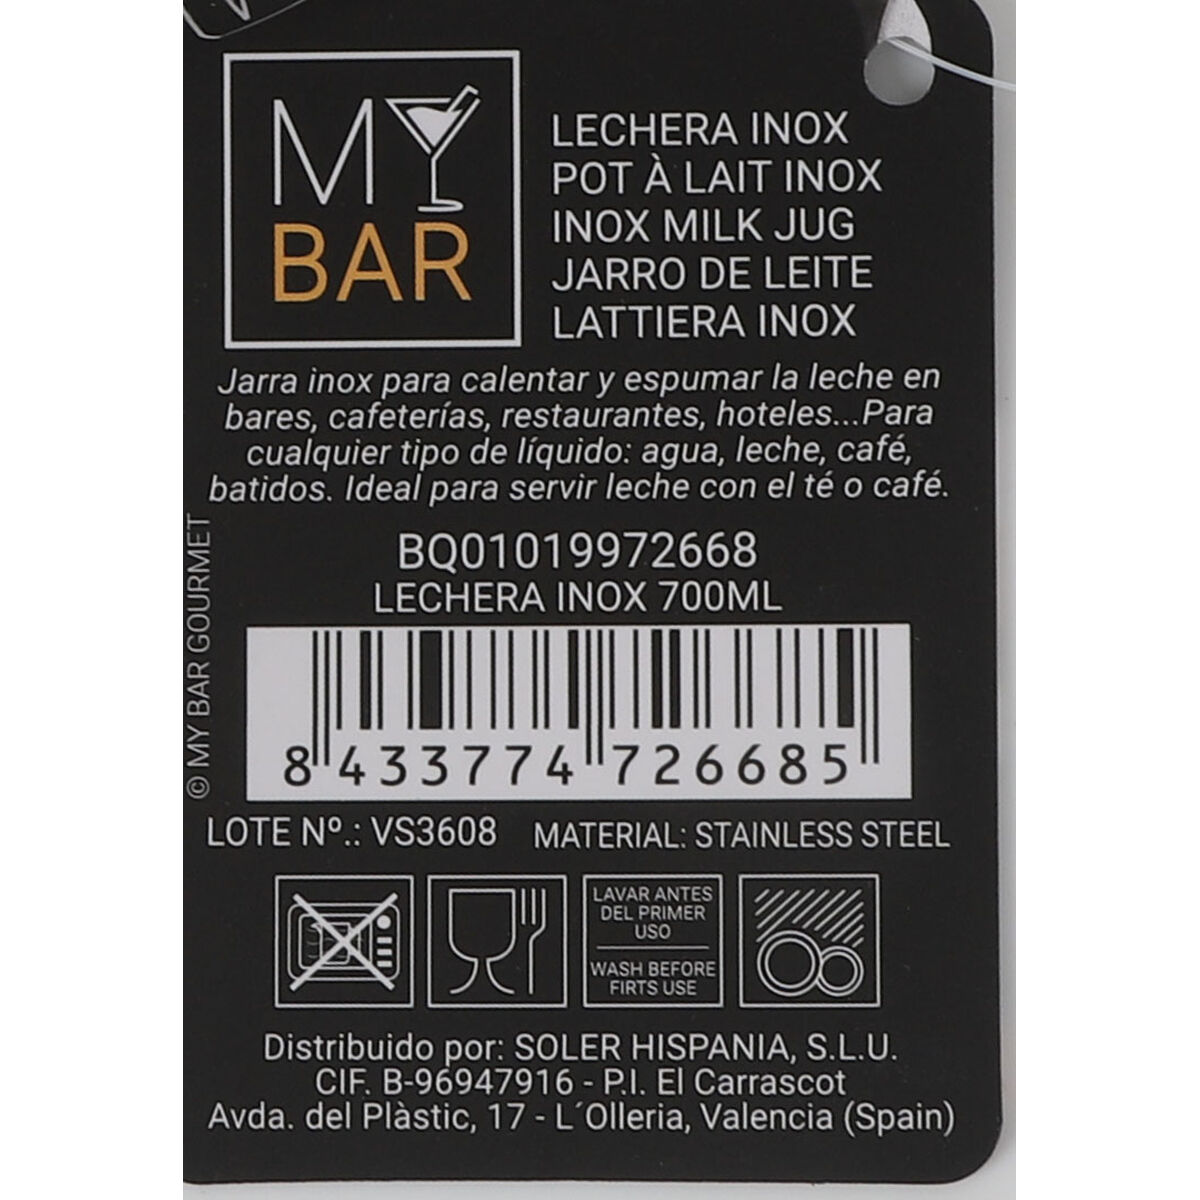 MY
BAR
LECHERA INOX
POT À LAIT INOX
INOX MILK JUG
JARRO DE LEITE
LATTIERA INOX
Jarra inox para calentar y espumar la leche en
bares, cafeterías, restaurantes, hoteles...Para
cualquier tipo de líquido: agua, leche, café,
batidos. Ideal para servir leche con el té o café.
© MY BAR GOURMET
BQ01019972668
LECHERA INOX 700ML
8 433774 726685
LOTE Nº.: VS3608 MATERIAL: STAINLESS STEEL
LAVAR ANTES
DEL PRIMER
USO
WASH BEFORE
FIRTS USE
Distribuido por: SOLER HISPANIA, S.L.U.
CIF. B-96947916 - P.I. El Carrascot
Avda. del Plàstic, 17 - L´Olleria, Valencia (Spain)